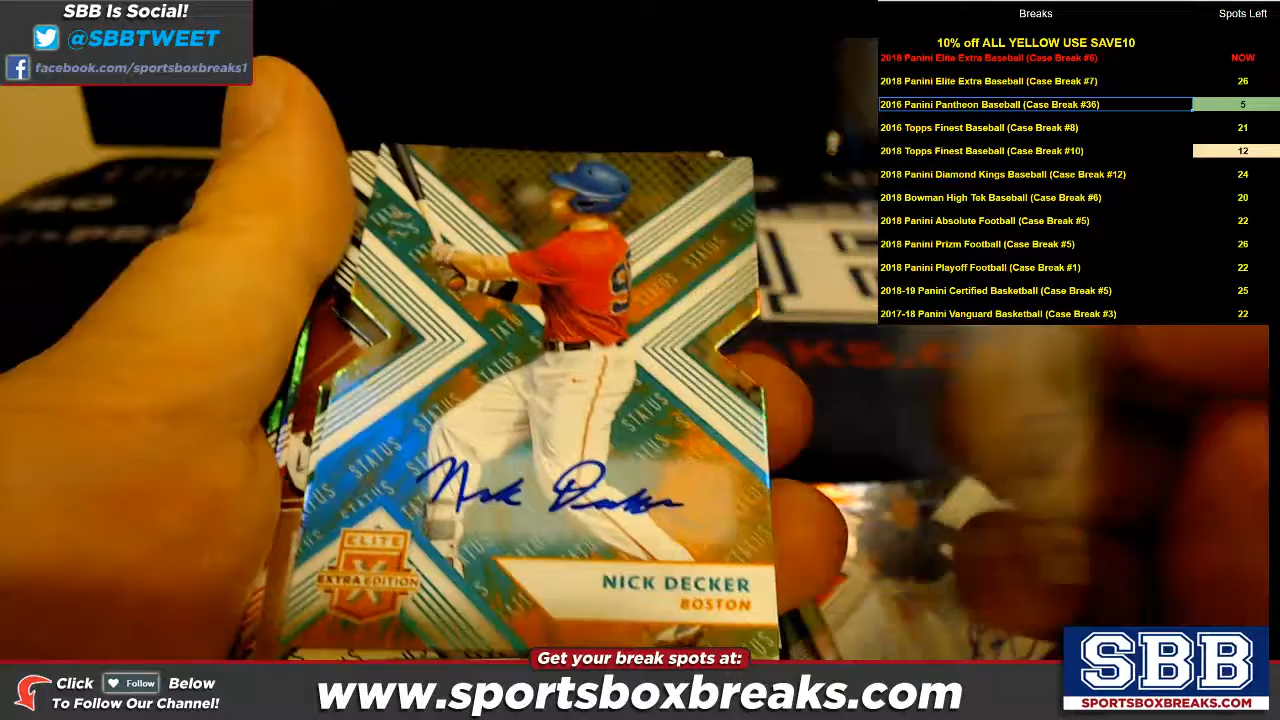 SBB Is Social!
@SBBTWEET
facebook.com/sportsboxbreaks1
Breaks Spots Left
10% off ALL YELLOW USE SAVE10
2018 Panini Elite Extra Baseball (Case Break #6) NOW
2018 Panini Elite Extra Baseball (Case Break #7) 26
2016 Panini Pantheon Baseball (Case Break #36) 5
2016 Topps Finest Baseball (Case Break #8) 21
2018 Topps Finest Baseball (Case Break #10) 12
2018 Panini Diamond Kings Baseball (Case Break #12) 24
2018 Bowman High Tek Baseball (Case Break #6) 20
2018 Panini Absolute Football (Case Break #5) 22
2018 Panini Prizm Football (Case Break #5) 26
2018 Panini Playoff Football (Case Break #1) 22
2018-19 Panini Certified Basketball (Case Break #5) 25
2017-18 Panini Vanguard Basketball (Case Break #3) 22
STATUS
STATUS
STATUS
STATUS
STATUS
9
Nick Decker
ELITE
X
EXTRA EDITION
NICK DECKER
BOSTON
Get your break spots at:
Click Follow Below
To Follow Our Channel!
www.sportsboxbreaks.com
SBB
SPORTSBOXBREAKS.COM